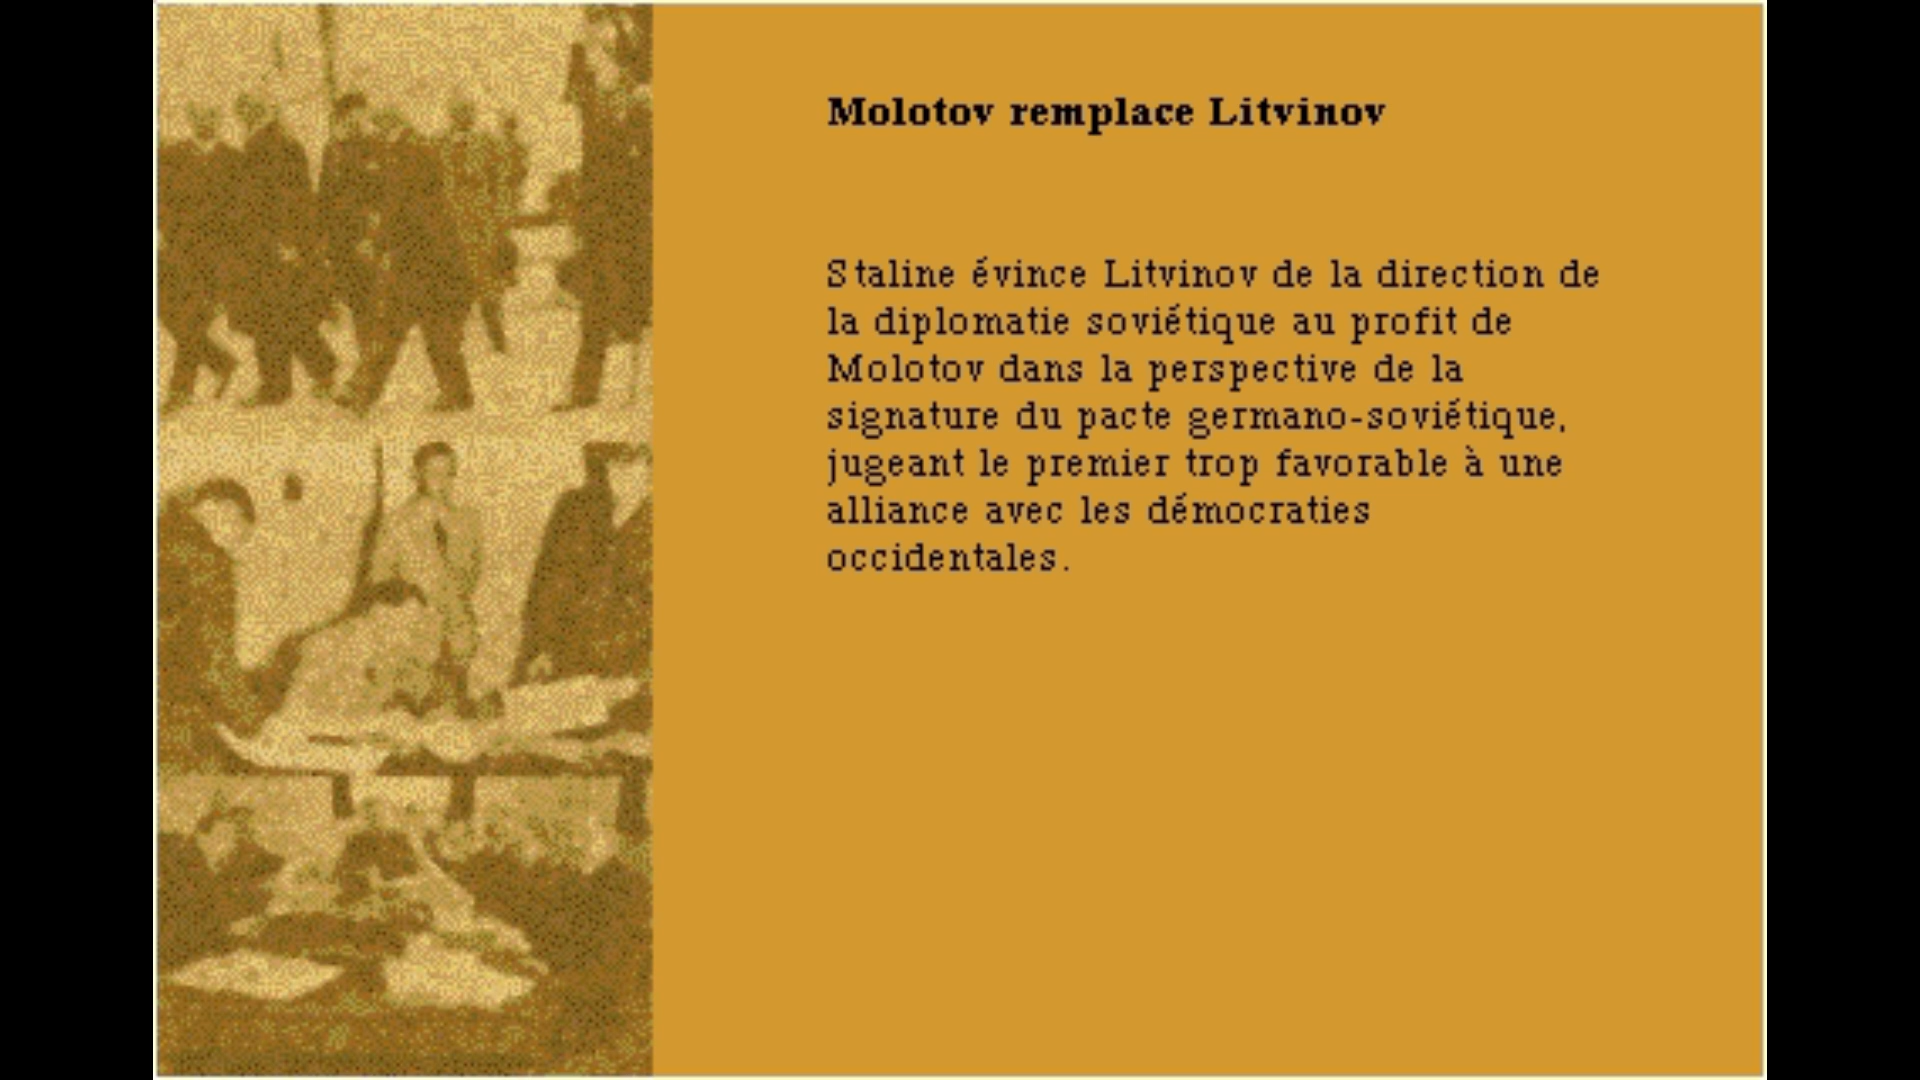 Molotov remplace Litvinov
Staline évince Litvinov de la direction de
la diplomatie soviétique au profit de
Molotov dans la perspective de la
signature du pacte germano-soviétique,
jugeant le premier trop favorable à une
alliance avec les démocraties
occidentales.